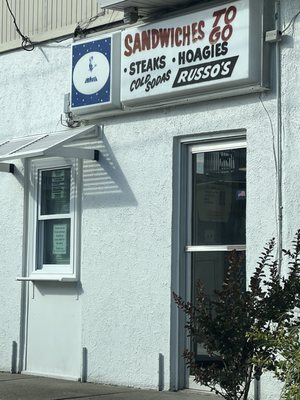 SANDWICHES TO GO
• STEAKS • HOAGIES
COLD SODAS RUSSO'S